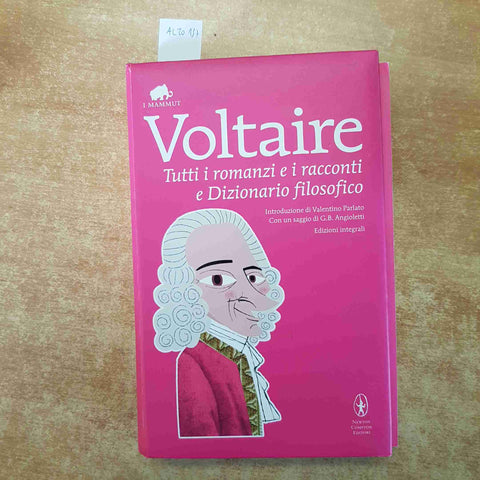 I MAMMUT
Voltaire
Tutti i romanzi e i racconti
e Dizionario filosofico
Introduzione di Valentino Parlato
Con un saggio di G.B. Angioletti
Edizioni integrali
NEWTON
COMPTON
EDITORI